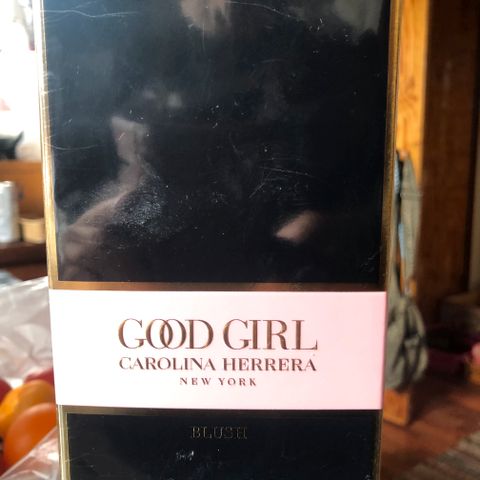 GOOD GIRL
CAROLINA HERRERA
NEW YORK
BLUSH